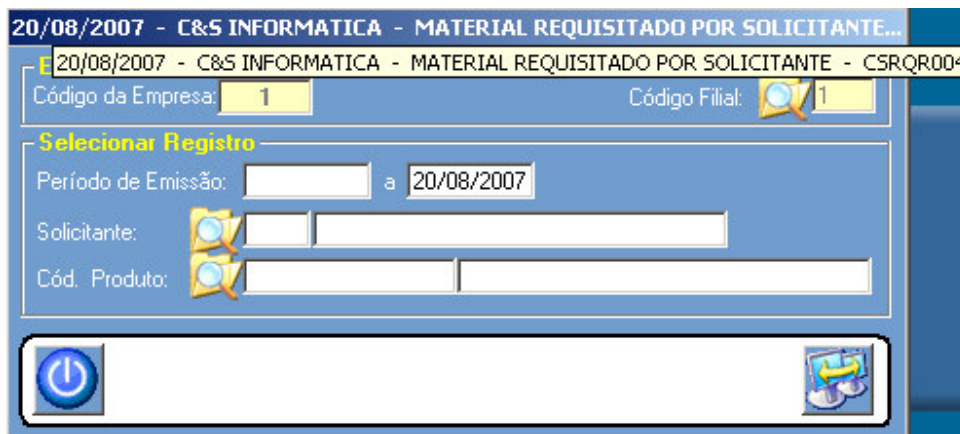 20/08/2007 - C&S INFORMATICA - MATERIAL REQUISITADO POR SOLICITANTE...
20/08/2007 - C&S INFORMATICA - MATERIAL REQUISITADO POR SOLICITANTE - CSRQR004
Código da Empresa: 1 Código Filial: 1
Selecionar Registro
Período de Emissão: a 20/08/2007
Solicitante:
Cód. Produto: